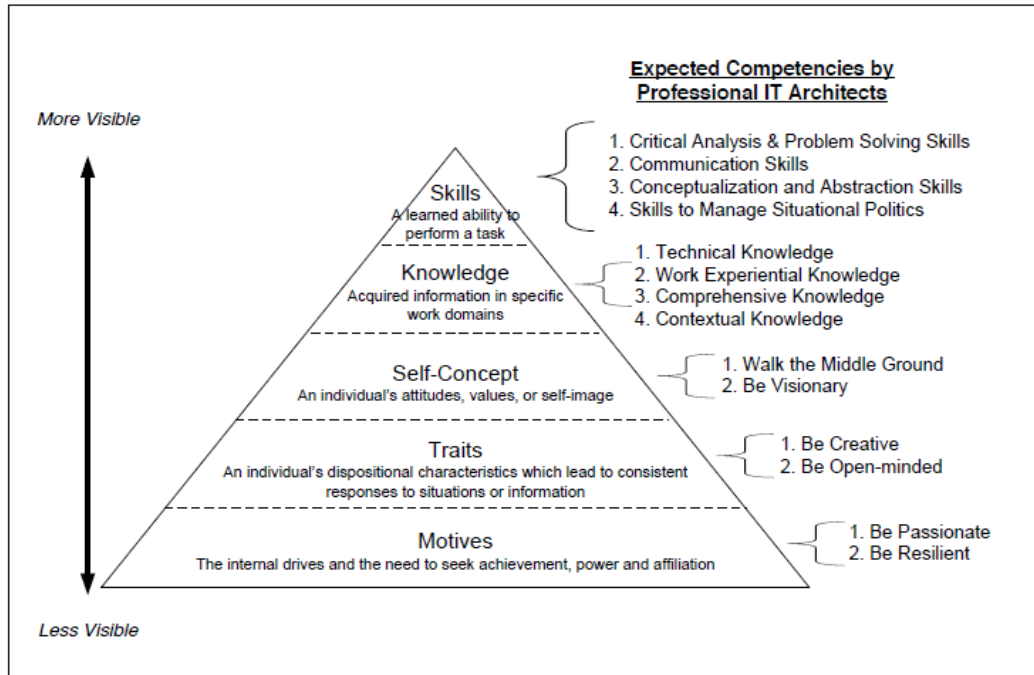 Expected Competencies by
Professional IT Architects
More Visible
1. Critical Analysis & Problem Solving Skills
2. Communication Skills
3. Conceptualization and Abstraction Skills
4. Skills to Manage Situational Politics
Skills
A learned ability to
perform a task
1. Technical Knowledge
2. Work Experiential Knowledge
3. Comprehensive Knowledge
4. Contextual Knowledge
Knowledge
Acquired information in specific
work domains
1. Walk the Middle Ground
2. Be Visionary
Self-Concept
An individual's attitudes, values, or self-image
1. Be Creative
2. Be Open-minded
Traits
An individual's dispositional characteristics which lead to consistent
responses to situations or information
1. Be Passionate
2. Be Resilient
Motives
The internal drives and the need to seek achievement, power and affiliation
Less Visible